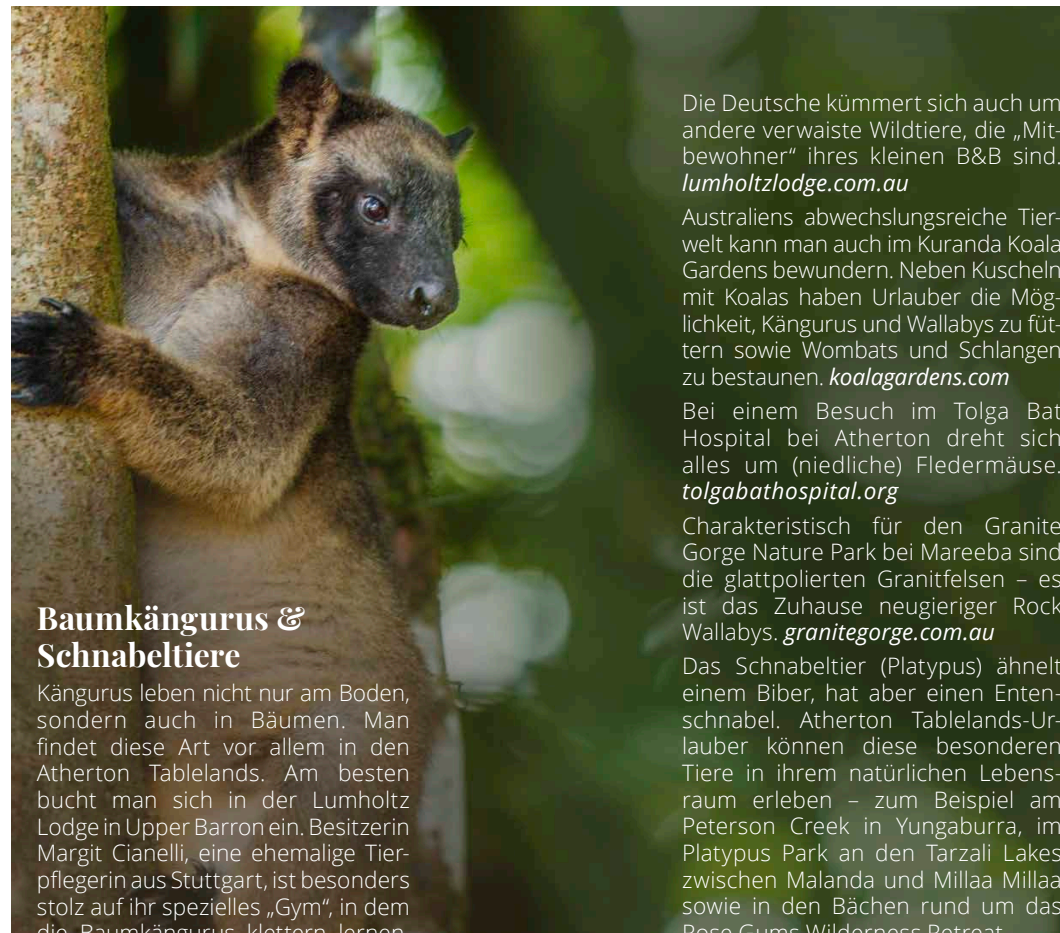 Baumkängurus &
Schnabeltiere
Kängurus leben nicht nur am Boden,
sondern auch in Bäumen. Man
findet diese Art vor allem in den
Atherton Tablelands. Am besten
bucht man sich in der Lumholtz
Lodge in Upper Barron ein. Besitzerin
Margit Cianelli, eine ehemalige Tier-
pflegerin aus Stuttgart, ist besonders
stolz auf ihr spezielles „Gym“, in dem
die Baumkängurus klettern lernen.
Die Deutsche kümmert sich auch um
andere verwaiste Wildtiere, die „Mit-
bewohner“ ihres kleinen B&B sind.
lumholtzlodge.com.au
Australiens abwechslungsreiche Tier-
welt kann man auch im Kuranda Koala
Gardens bewundern. Neben Kuscheln
mit Koalas haben Urlauber die Mög-
lichkeit, Kängurus und Wallabys zu füt-
tern sowie Wombats und Schlangen
zu bestaunen. koalagardens.com
Bei einem Besuch im Tolga Bat
Hospital bei Atherton dreht sich
alles um (niedliche) Fledermäuse.
tolgabathospital.org
Charakteristisch für den Granite
Gorge Nature Park bei Mareeba sind
die glattpolierten Granitfelsen – es
ist das Zuhause neugieriger Rock
Wallabys. granitegorge.com.au
Das Schnabeltier (Platypus) ähnelt
einem Biber, hat aber einen Enten-
schnabel. Atherton Tablelands-Ur-
lauber können diese besonderen
Tiere in ihrem natürlichen Lebens-
raum erleben – zum Beispiel am
Peterson Creek in Yungaburra, im
Platypus Park an den Tarzali Lakes
zwischen Malanda und Millaa Millaa
sowie in den Bächen rund um das
Rose Gums Wilderness Retreat.